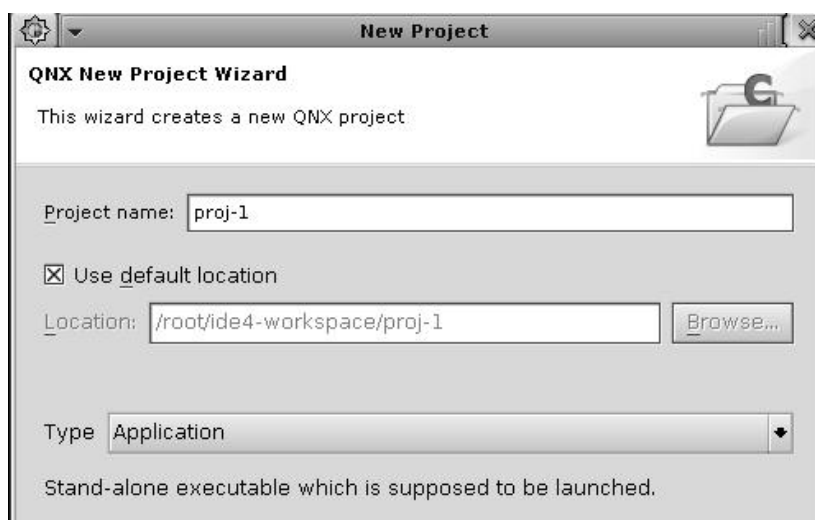 New Project
QNX New Project Wizard
This wizard creates a new QNX project
C
Project name: proj-1
Use default location
Location: /root/ide4-workspace/proj-1 Browse...
Type Application
Stand-alone executable which is supposed to be launched.